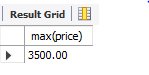 Result Grid
max(price)
3500.00